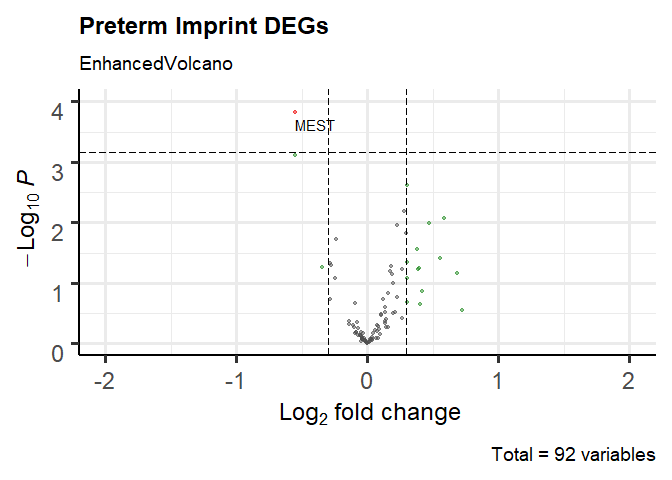 Preterm Imprint DEGs
EnhancedVolcano
−Log₁₀ P
4
3
2
1
0
MEST
-2
-1
0
1
2
Log₂ fold change
Total = 92 variables